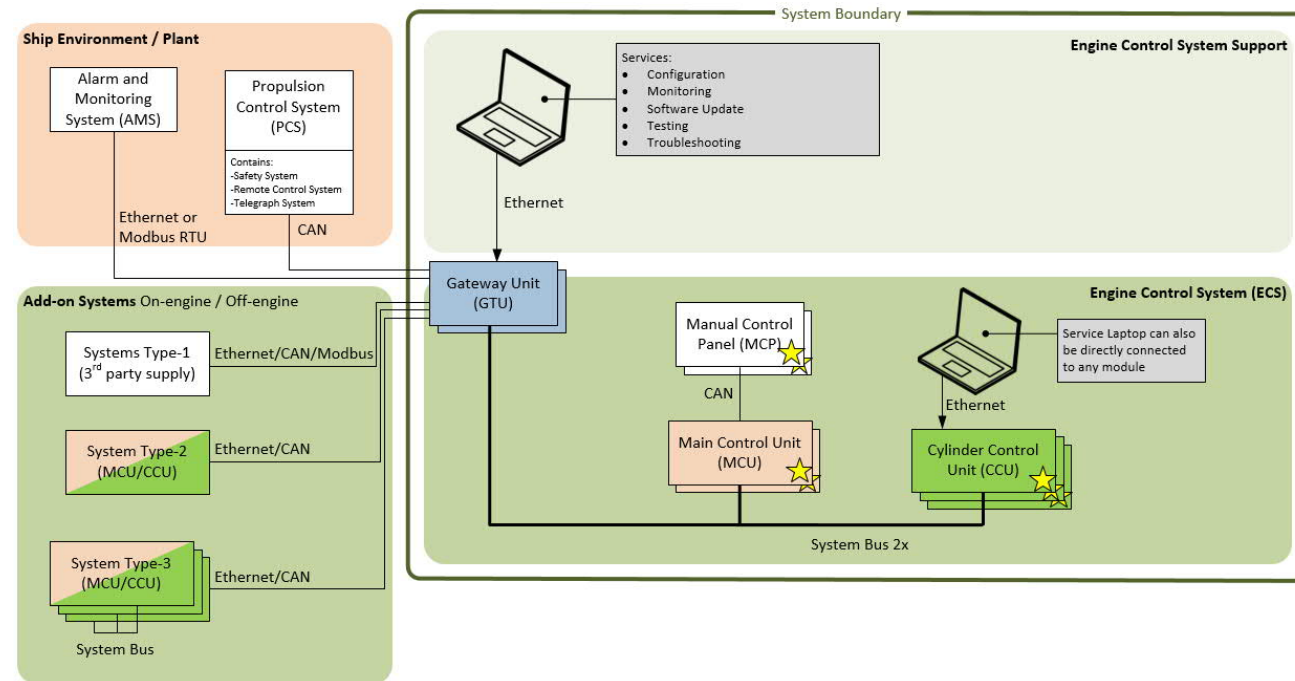 System Boundary
Ship Environment / Plant
Alarm and
Monitoring
System (AMS)
Propulsion
Control System
(PCS)
Contains:
-Safety System
-Remote Control System
-Telegraph System
Ethernet or
Modbus RTU
CAN
Engine Control System Support
Services:
• Configuration
• Monitoring
• Software Update
• Testing
• Troubleshooting
Ethernet
Gateway Unit
(GTU)
Add-on Systems On-engine / Off-engine
Systems Type-1
(3rd party supply)
Ethernet/CAN/Modbus
System Type-2
(MCU/CCU)
Ethernet/CAN
System Type-3
(MCU/CCU)
Ethernet/CAN
System Bus
Engine Control System (ECS)
Manual Control
Panel (MCP)
CAN
Main Control Unit
(MCU)
Service Laptop can also
be directly connected
to any module
Ethernet
Cylinder Control
Unit (CCU)
System Bus 2x